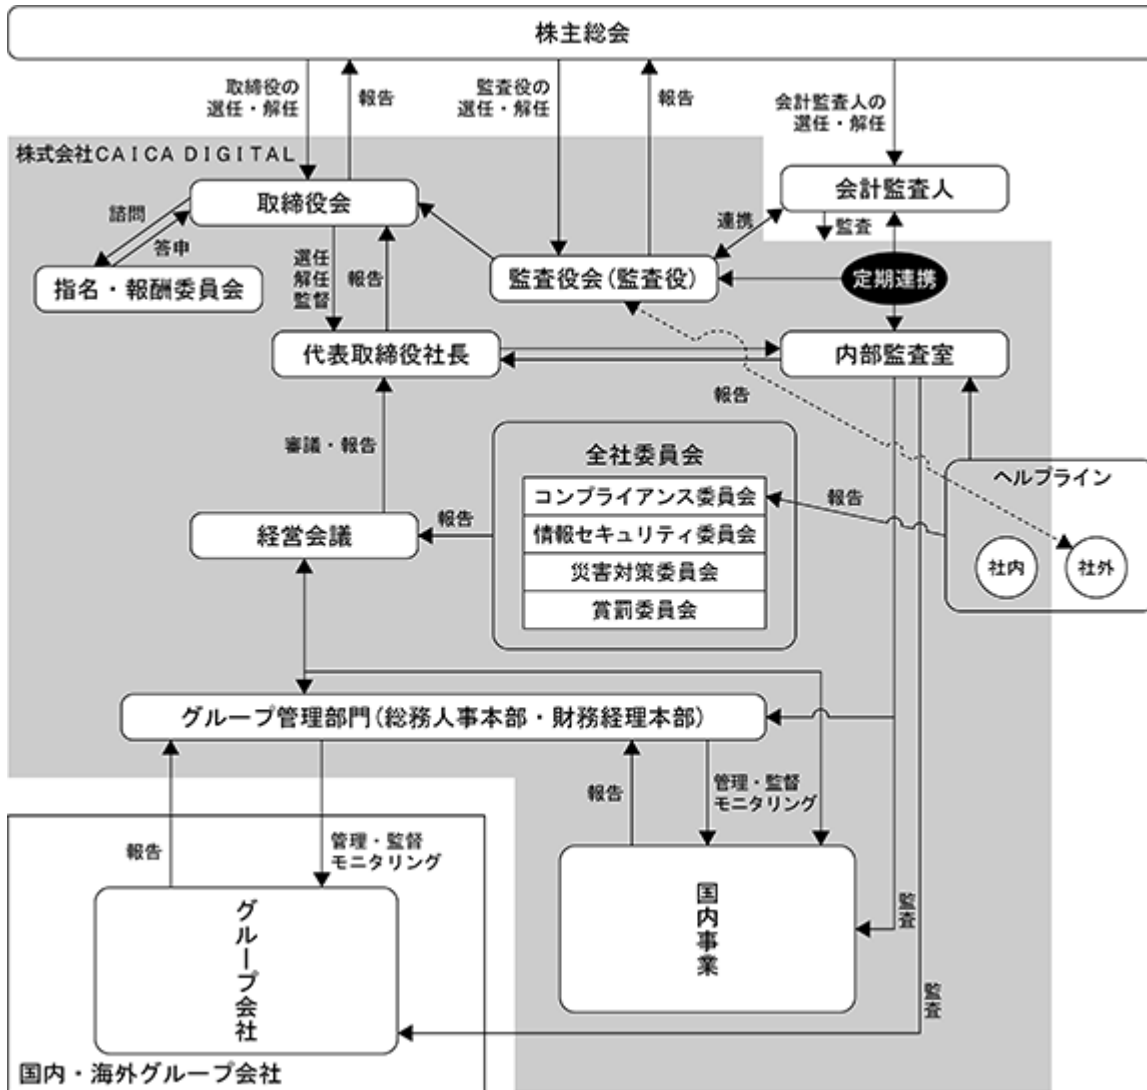 株主総会
取締役の
選任・解任
報告
監査役の
選任・解任
報告
会計監査人の
選任・解任
株式会社ＣＡＩＣＡ ＤＩＧＩＴＡＬ
取締役会
会計監査人
諮問
答申
連携
監査
指名・報酬委員会
選任
解任
監督
報告
監査役会(監査役)
定期連携
代表取締役社長
内部監査室
報告
審議・報告
全社委員会
コンプライアンス委員会
情報セキュリティ委員会
災害対策委員会
賞罰委員会
報告
ヘルプライン
社内
社外
経営会議
報告
グループ管理部門(総務人事本部・財務経理本部)
報告
管理・監督
モニタリング
報告
管理・監督
モニタリング
グループ会社
国内事業
監査
監査
国内・海外グループ会社